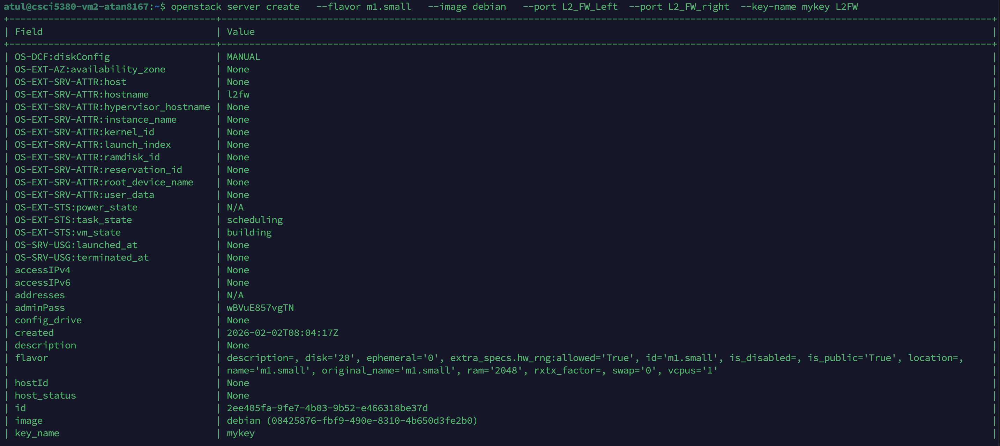 atul@csci5380-vm2-atan8167:~$ openstack server create   --flavor m1.small   --image debian   --port L2_FW_Left  --port L2_FW_right  --key-name mykey L2FW
| Field | Value |
| OS-DCF:diskConfig | MANUAL |
| OS-EXT-AZ:availability_zone | None |
| OS-EXT-SRV-ATTR:host | None |
| OS-EXT-SRV-ATTR:hostname | l2fw |
| OS-EXT-SRV-ATTR:hypervisor_hostname | None |
| OS-EXT-SRV-ATTR:instance_name | None |
| OS-EXT-SRV-ATTR:kernel_id | None |
| OS-EXT-SRV-ATTR:launch_index | None |
| OS-EXT-SRV-ATTR:ramdisk_id | None |
| OS-EXT-SRV-ATTR:reservation_id | None |
| OS-EXT-SRV-ATTR:root_device_name | None |
| OS-EXT-SRV-ATTR:user_data | None |
| OS-EXT-STS:power_state | N/A |
| OS-EXT-STS:task_state | scheduling |
| OS-EXT-STS:vm_state | building |
| OS-SRV-USG:launched_at | None |
| OS-SRV-USG:terminated_at | None |
| accessIPv4 | None |
| accessIPv6 | None |
| addresses | N/A |
| adminPass | wBVuE857vgTN |
| config_drive | None |
| created | 2026-02-02T08:04:17Z |
| description | None |
| flavor | description=, disk='20', ephemeral='0', extra_specs.hw_rng:allowed='True', id='m1.small', is_disabled=, is_public='True', location=, |
| | name='m1.small', original_name='m1.small', ram='2048', rxtx_factor=, swap='0', vcpus='1' |
| hostId | None |
| host_status | None |
| id | 2ee405fa-9fe7-4b03-9b52-e466318be37d |
| image | debian (08425876-fbf9-490e-8310-4b650d3fe2b0) |
| key_name | mykey |